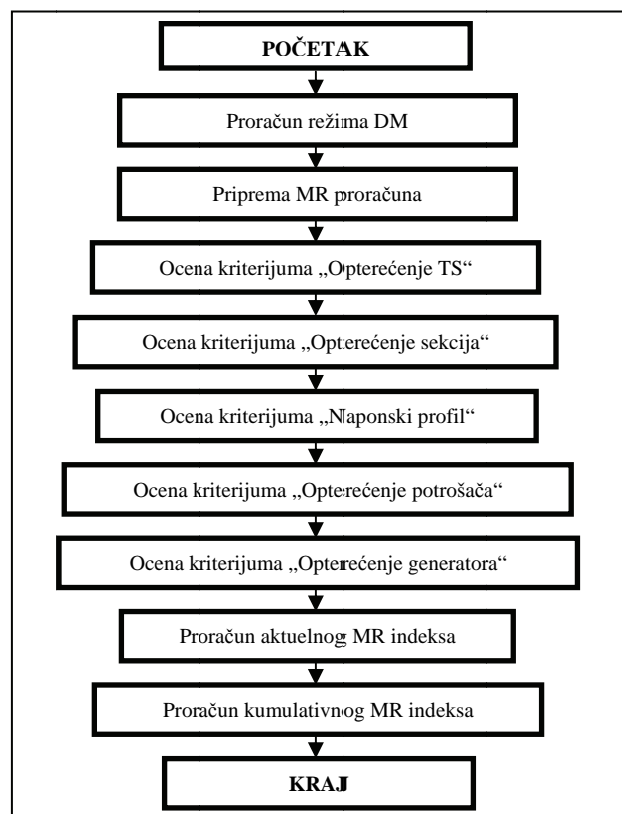 POČETAK
Proračun režima DM
Priprema MR proračuna
Ocena kriterijuma „Opterećenje TS“
Ocena kriterijuma „Opterećenje sekcija“
Ocena kriterijuma „Naponski profil“
Ocena kriterijuma „Opterećenje potrošača“
Ocena kriterijuma „Opterećenje generatora“
Proračun aktuelnog MR indeksa
Proračun kumulativnog MR indeksa
KRAJ